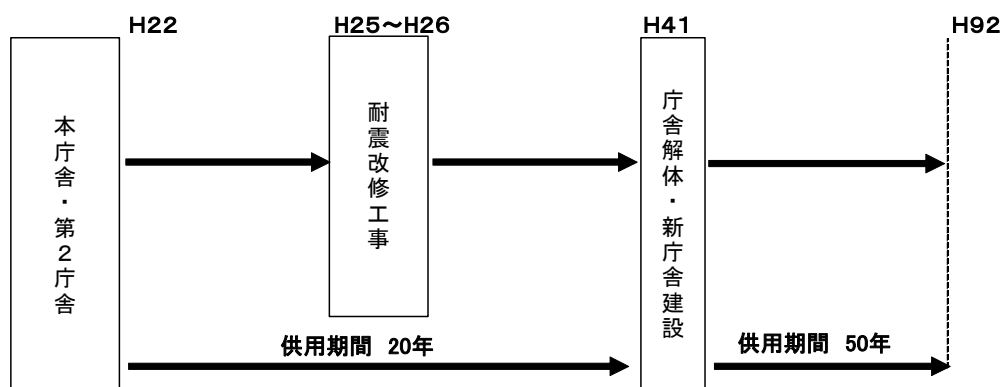 H22
H25～H26
H41
H92
本庁舎・第２庁舎
耐震改修工事
庁舎解体・新庁舎建設
供用期間 20年
供用期間 50年